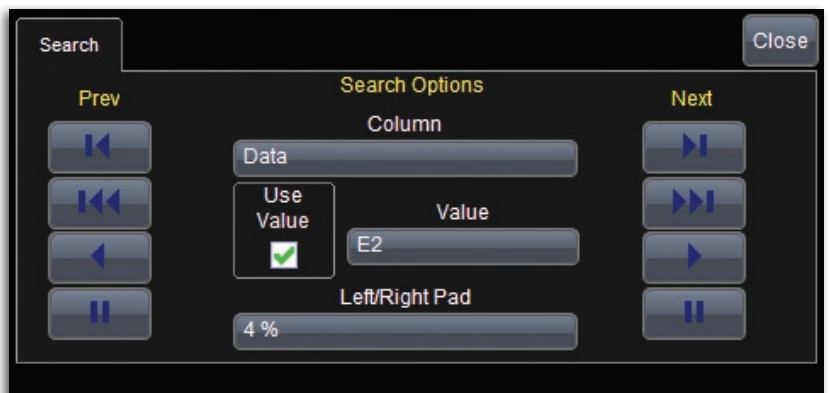 Search
Close
Prev
Search Options
Next
Column
Data
Use
Value
Value
E2
Left/Right Pad
4 %